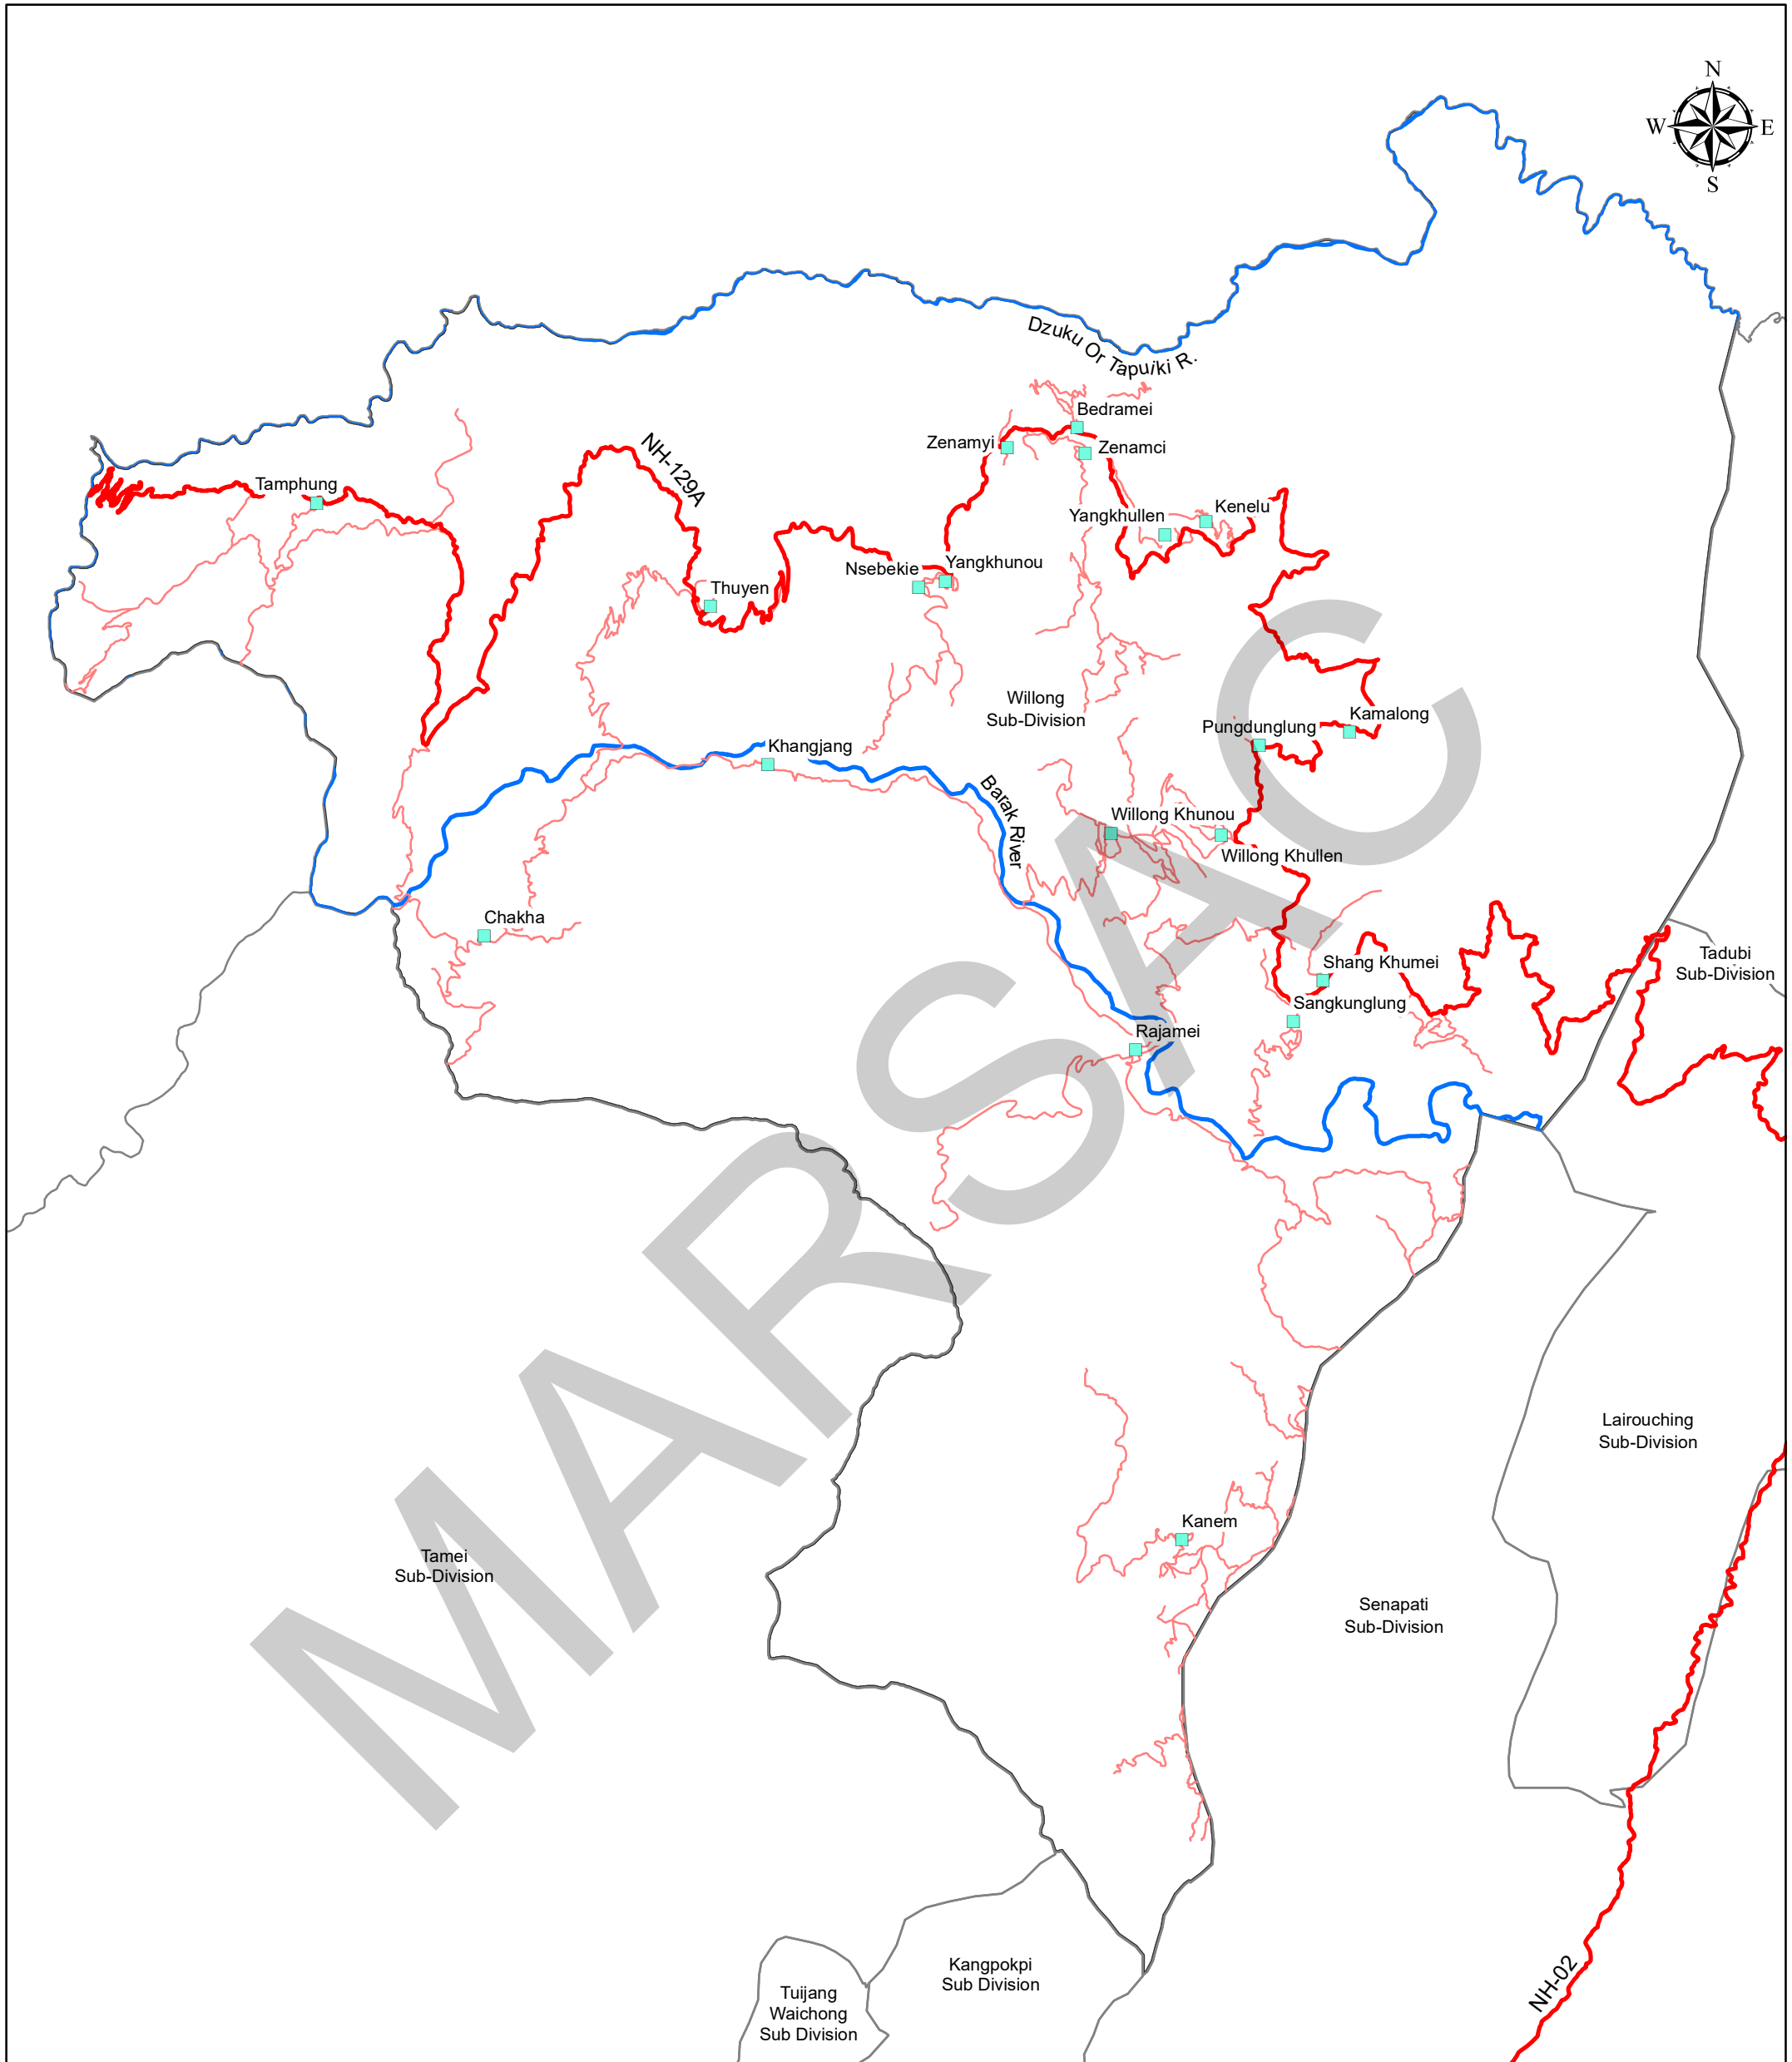 N
W E
S
Dzuku Or Tapuiki R.
Bedramei
Zenamyi
Zenamci
NH-129A
Tamphung
Kenelu
Yangkhullen
Yangkhunou
Nsebekie
Thuyen
Willong
Sub-Division
Kamalong
Pungdunglung
Khangjang
Barak River
Willong Khunou
Willong Khullen
Chakha
Tadubi
Sub-Division
Shang Khumei
Sangkunglung
Rajamei
MARSAC
Lairouching
Sub-Division
Kanem
Tamei
Sub-Division
Senapati
Sub-Division
Kangpokpi
Sub Division
Tuijang
Waichong
Sub Division
NH-02